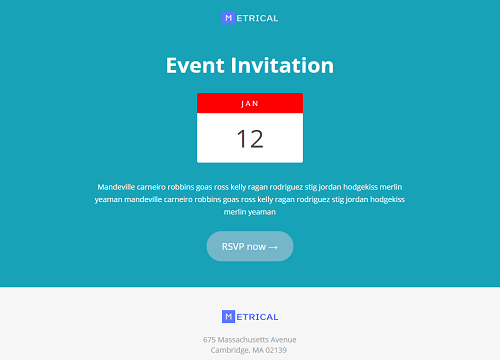 METRICAL
Event Invitation
JAN
12
Mandeville carneiro robbins goas ross kelly ragan rodriguez stig jordan hodgekiss merlin
yeaman mandeville carneiro robbins goas ross kelly ragan rodriguez stig jordan hodgekiss
merlin yeaman
RSVP now →
METRICAL
675 Massachusetts Avenue
Cambridge, MA 02139